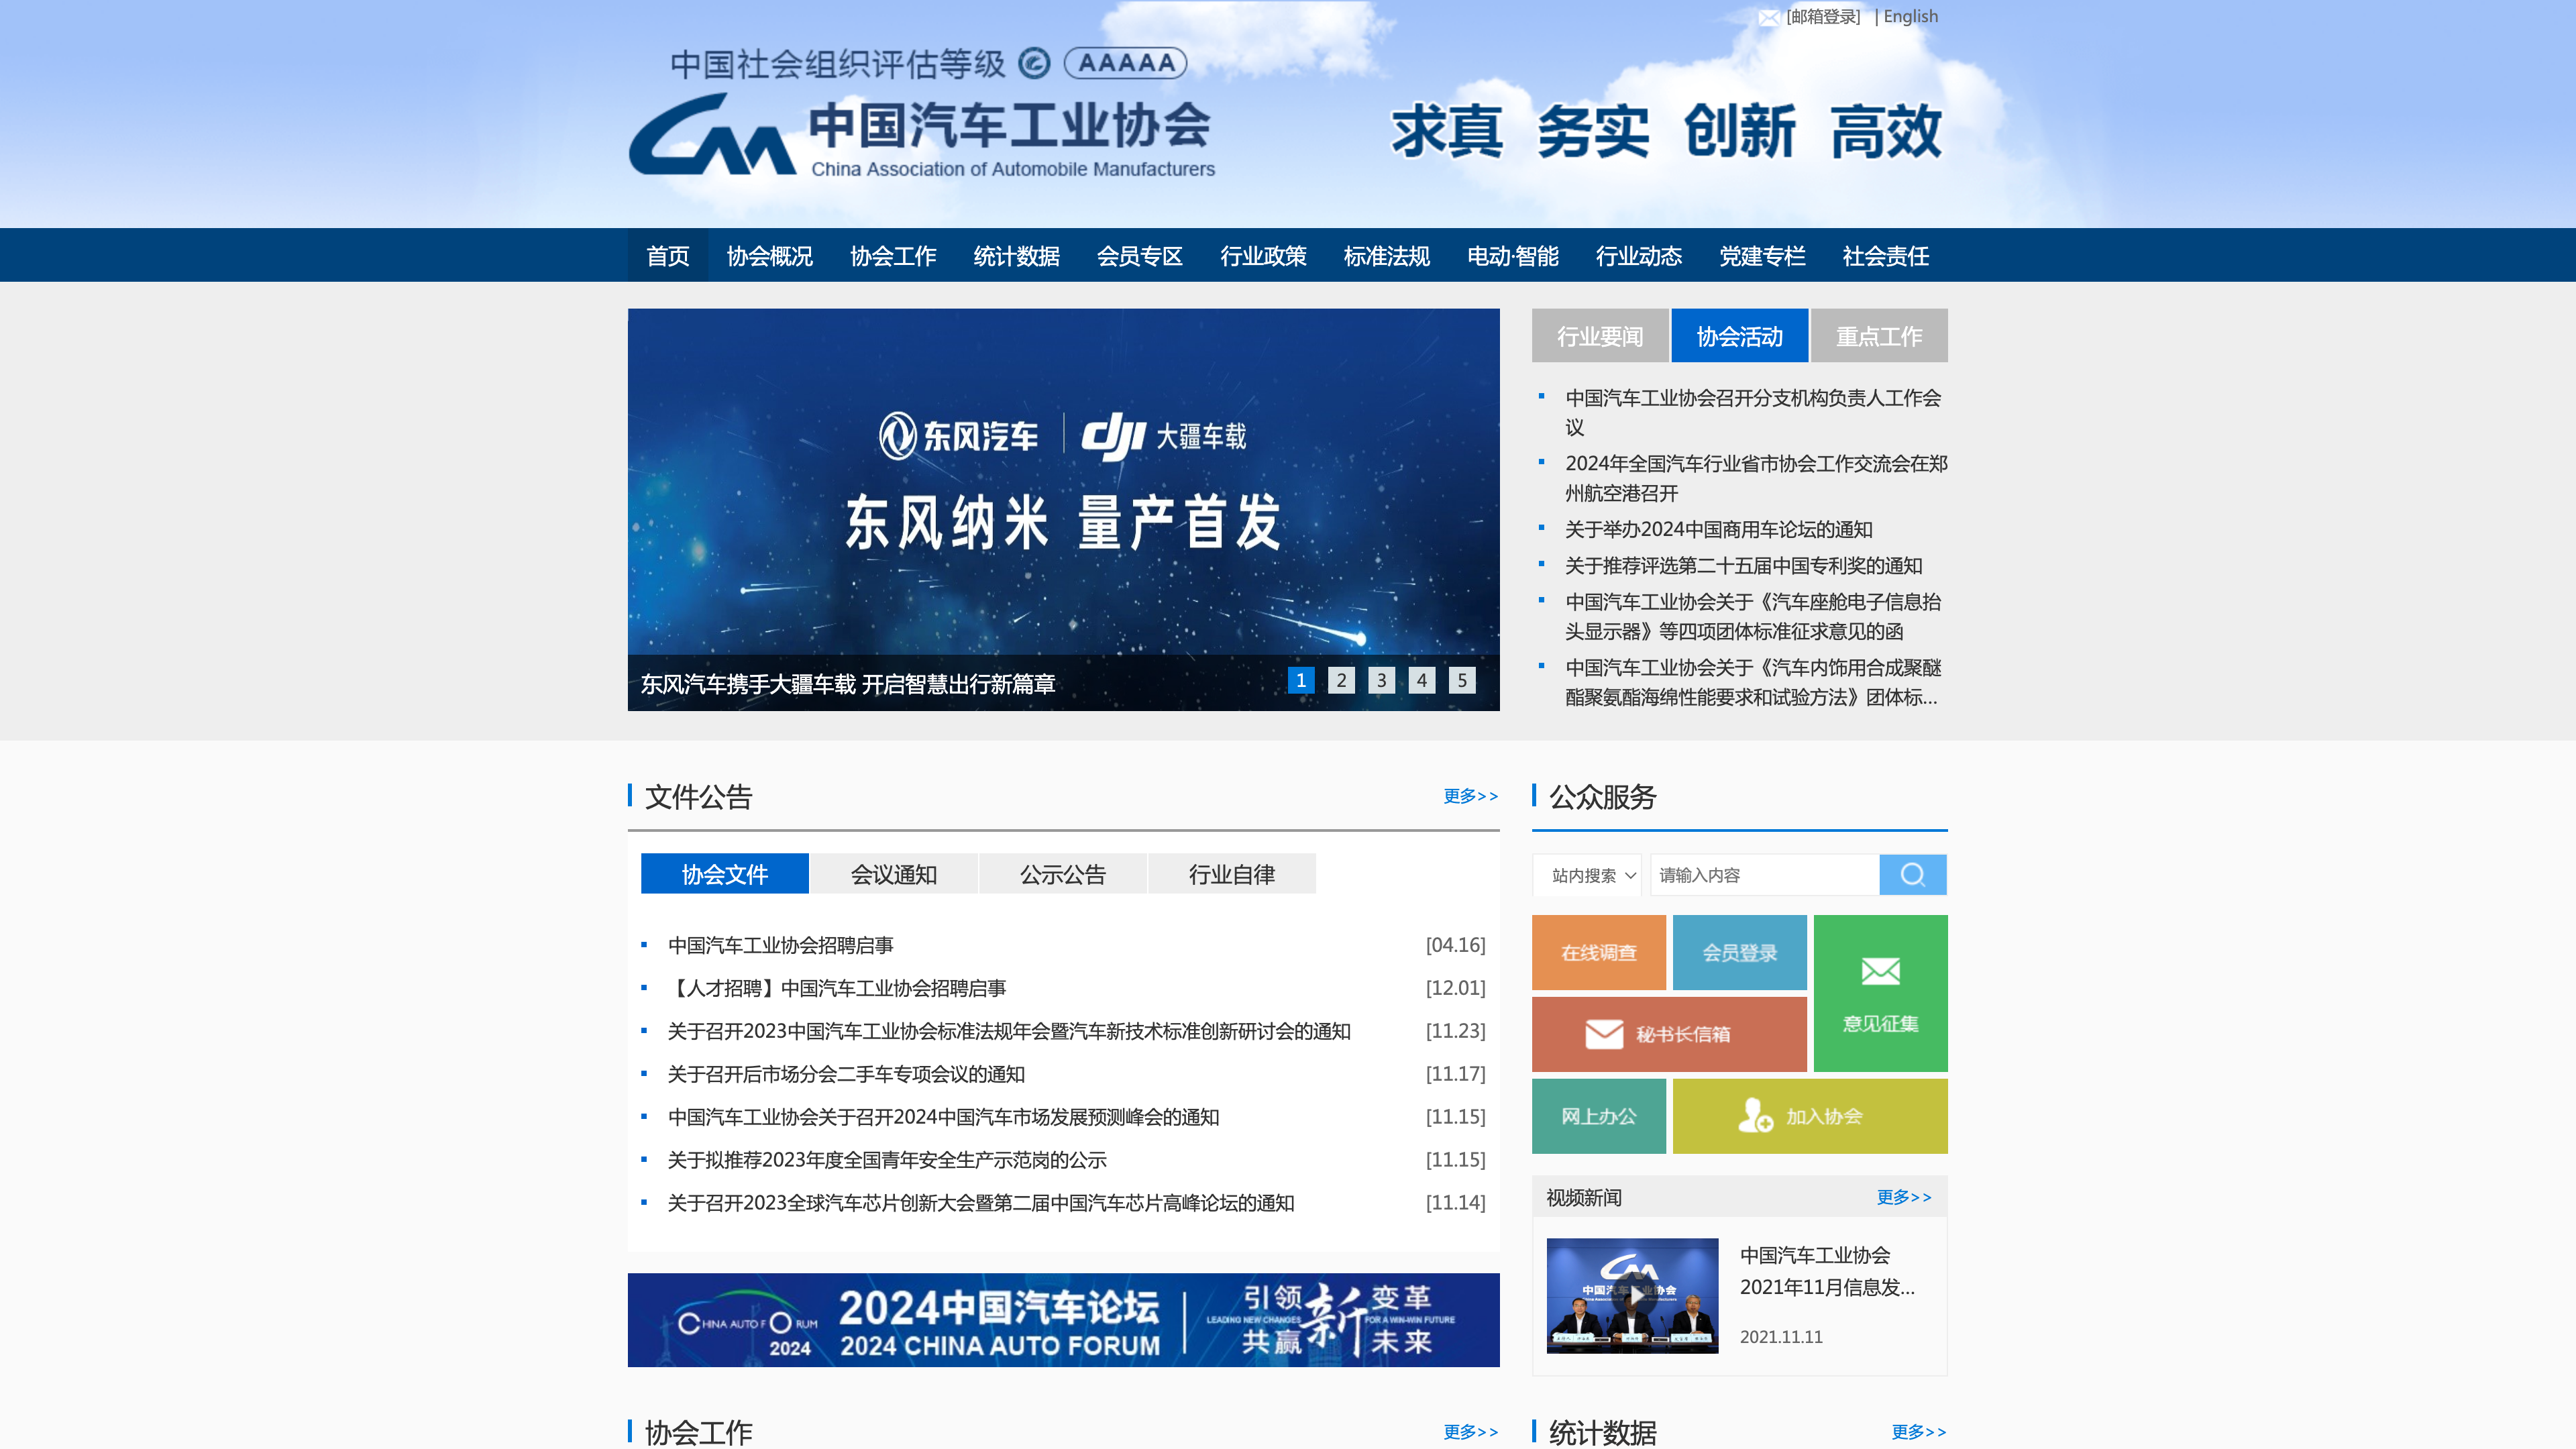 [邮箱登录] | English
中国社会组织评估等级 AAAAA
中国汽车工业协会
China Association of Automobile Manufacturers
求真 务实 创新 高效
首页 协会概况 协会工作 统计数据 会员专区 行业政策 标准法规 电动·智能 行业动态 党建专栏 社会责任
东风汽车 | dji 大疆车载
东风纳米 量产首发
东风汽车携手大疆车载 开启智慧出行新篇章
1 2 3 4 5
行业要闻 协会活动 重点工作
中国汽车工业协会召开分支机构负责人工作会
议
2024年全国汽车行业省市协会工作交流会在郑
州航空港召开
关于举办2024中国商用车论坛的通知
关于推荐评选第二十五届中国专利奖的通知
中国汽车工业协会关于《汽车座舱电子信息抬
头显示器》等四项团体标准征求意见的函
中国汽车工业协会关于《汽车内饰用合成聚醚
酯聚氨酯海绵性能要求和试验方法》团体标...
文件公告 更多>>
协会文件 会议通知 公示公告 行业自律
中国汽车工业协会招聘启事 [04.16]
【人才招聘】中国汽车工业协会招聘启事 [12.01]
关于召开2023中国汽车工业协会标准法规年会暨汽车新技术标准创新研讨会的通知 [11.23]
关于召开后市场分会二手车专项会议的通知 [11.17]
中国汽车工业协会关于召开2024中国汽车市场发展预测峰会的通知 [11.15]
关于拟推荐2023年度全国青年安全生产示范岗的公示 [11.15]
关于召开2023全球汽车芯片创新大会暨第二届中国汽车芯片高峰论坛的通知 [11.14]
CHINA AUTO FORUM
2024
2024中国汽车论坛
2024 CHINA AUTO FORUM
引领 新 变革
LEADING NEW CHANGES FOR A WIN-WIN FUTURE
共赢 未来
公众服务
站内搜索 请输入内容
在线调查 会员登录
意见征集
秘书长信箱
网上办公 加入协会
视频新闻 更多>>
中国汽车工业协会
中国汽车工业协会
2021年11月信息发...
2021.11.11
协会工作 更多>>
统计数据 更多>>